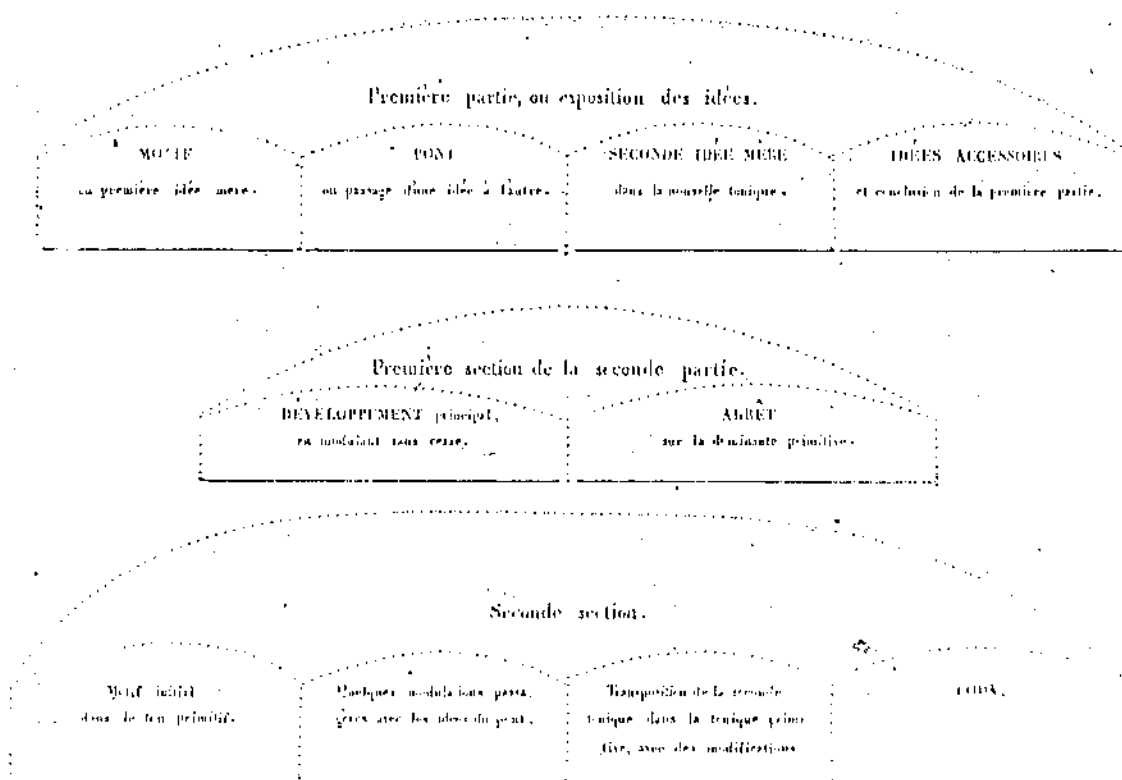 Première partie, ou exposition des idées.
MOTIF
ou première idée mère.
PONT
ou passage d'une idée à l'autre.
SECONDE IDÉE MÈRE
dans la nouvelle tonique.
IDÉES ACCESSOIRES
et conclusion de la première partie.
Première section de la seconde partie.
DÉVELOPPEMENT principal,
en modulant sans cesse.
ARRÊT
sur la dominante primitive.
Seconde section.
Motif initial
dans le ton primitif.
Quelques modulations passa,
gères avec les idées du pont.
Transposition de la seconde
tonique dans la tonique primi
tive, avec des modifications
CODA.